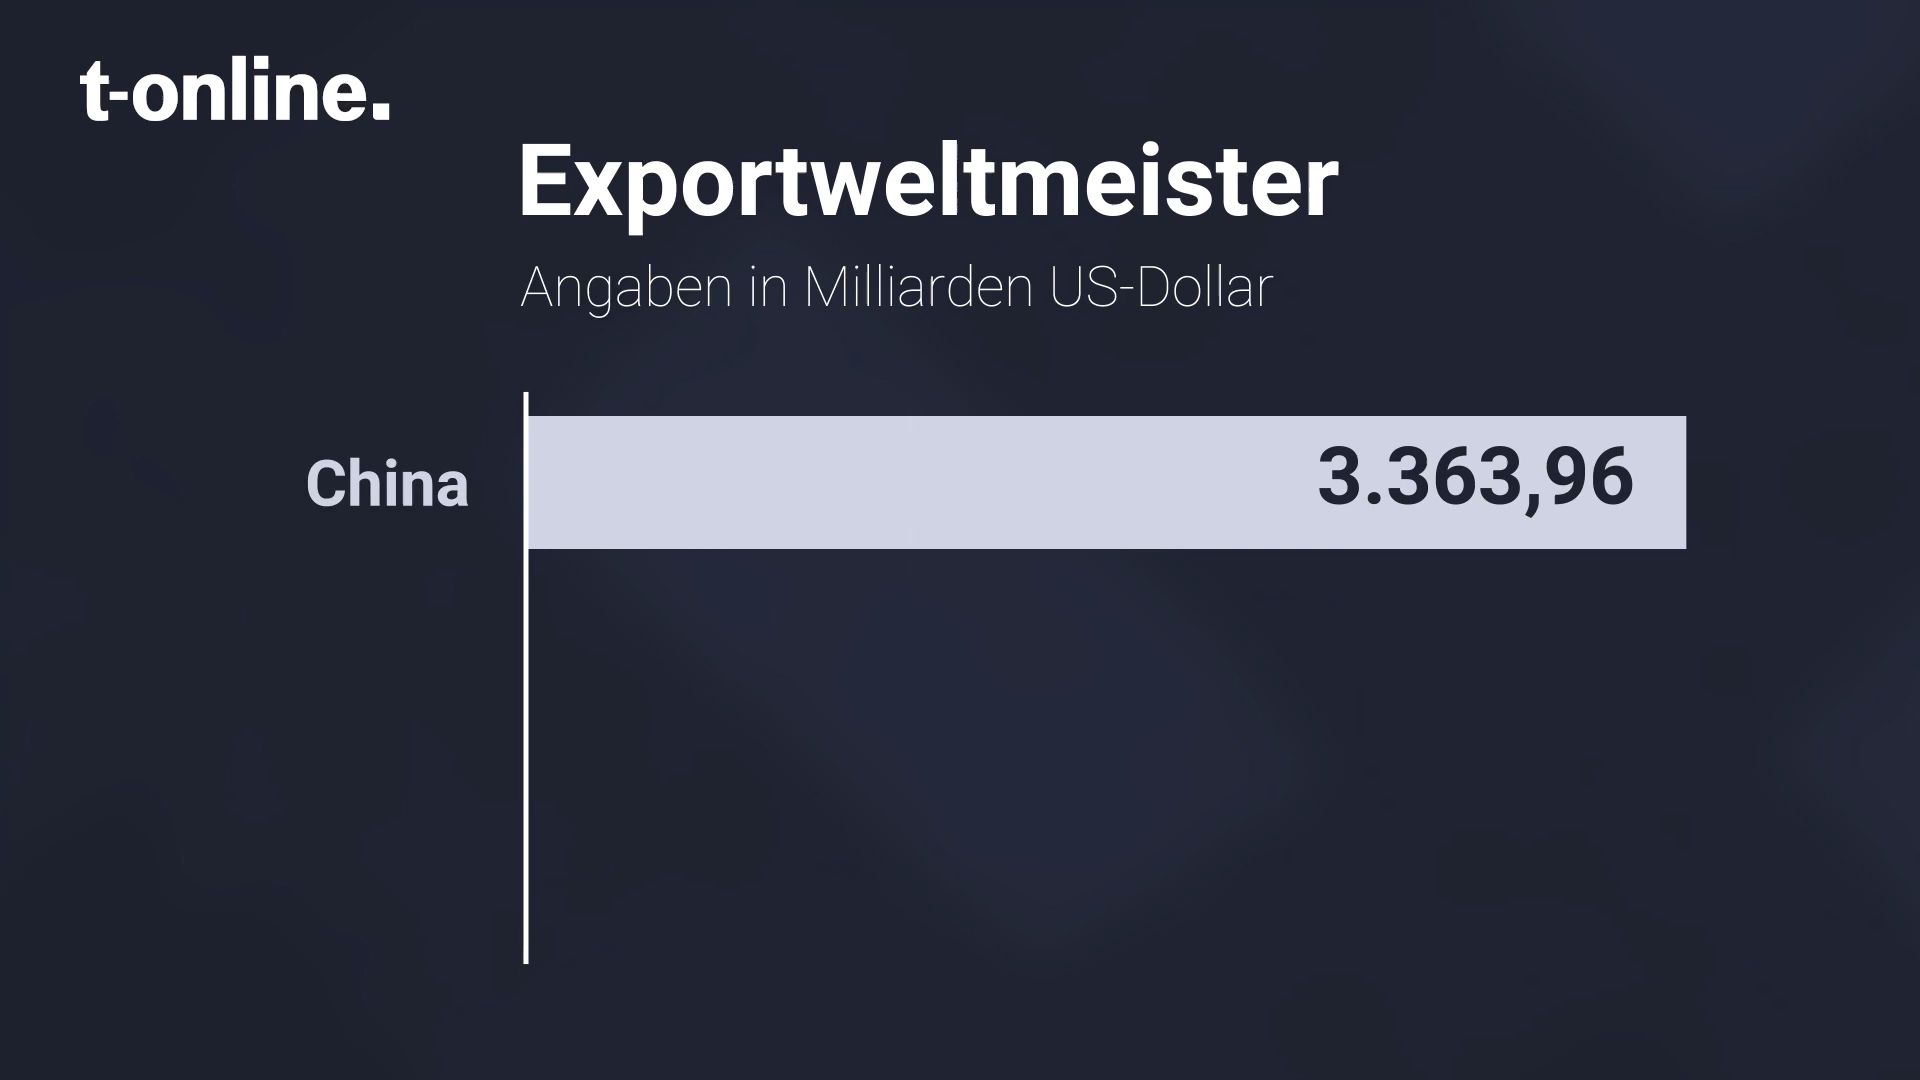 t-online.
Exportweltmeister
Angaben in Milliarden US-Dollar
China
3.363,96